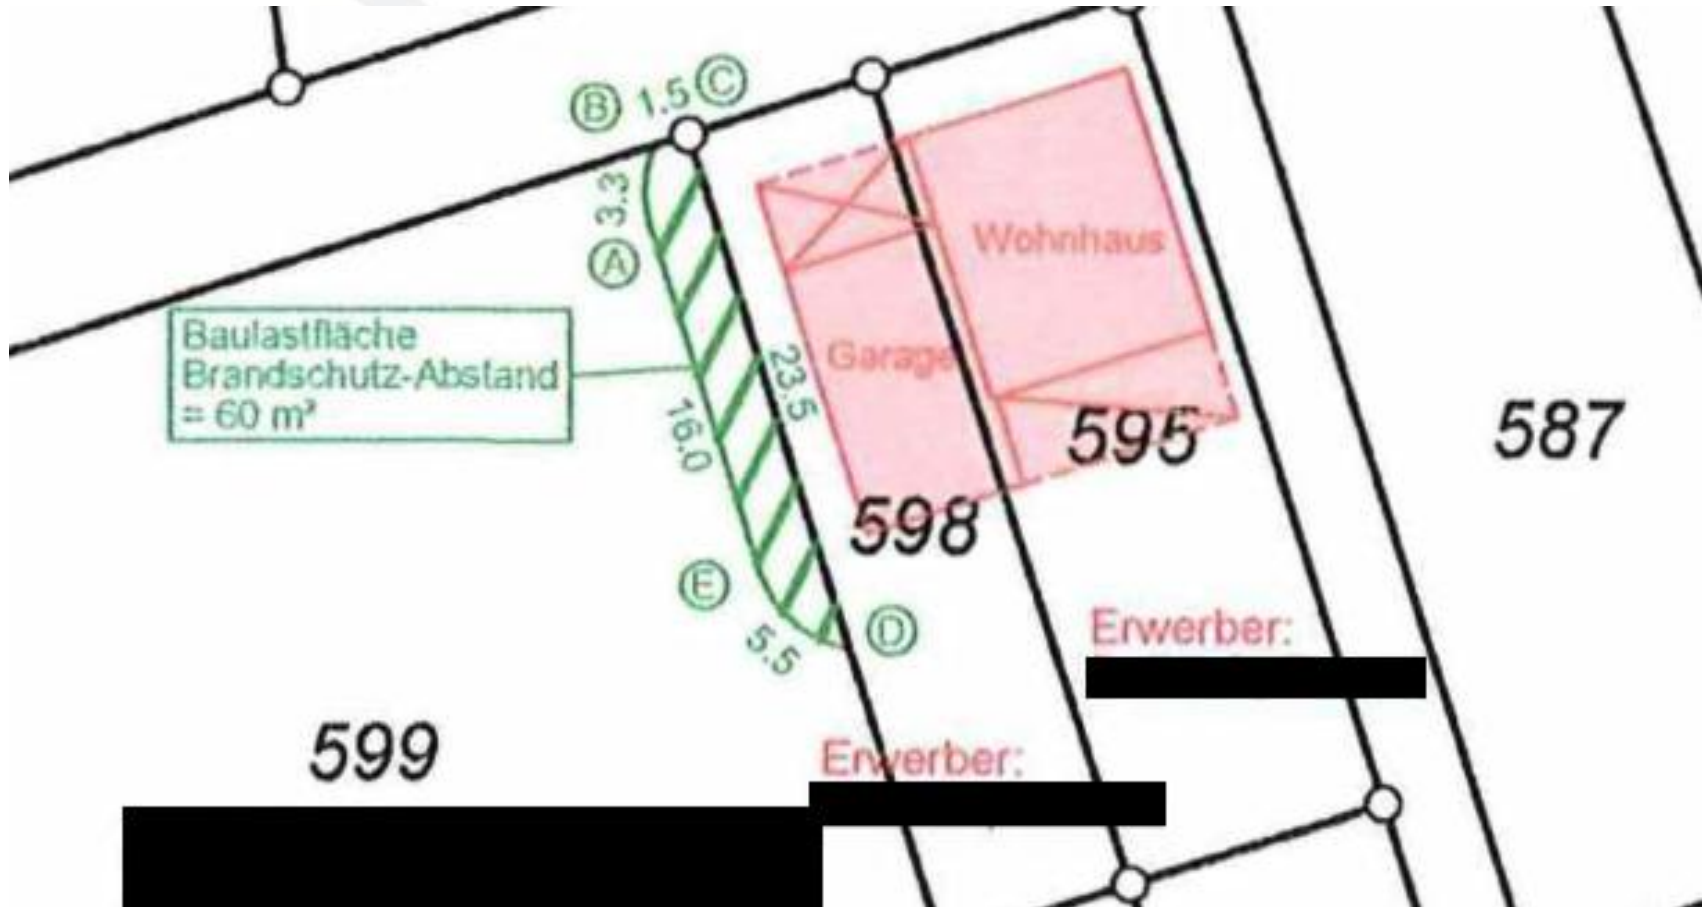 B 1.5 C
3.3
A
Wohnhaus
Baulastfläche
Brandschutz-Abstand
= 60 m²
Garage
23.5
16.0
595
587
598
E
D
5.5
Erwerber:
599
Erwerber: